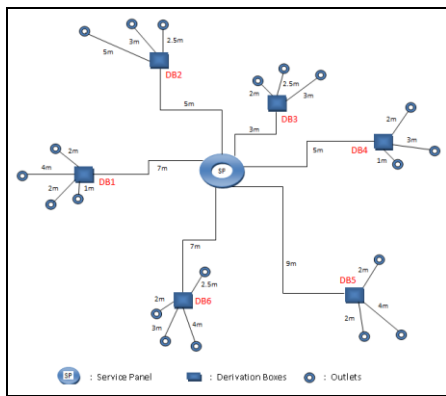 3m
2.5m
5m
DB2
2.5m
2m
3m
DB3
5m
2m
3m
3m
1m
DB4
5m
2m
4m
1m
2m
DB1
7m
SP
7m
9m
2m
DB5
4m
2m
2.5m
2m
DB6
3m
4m
SP : Service Panel : Derivation Boxes : Outlets